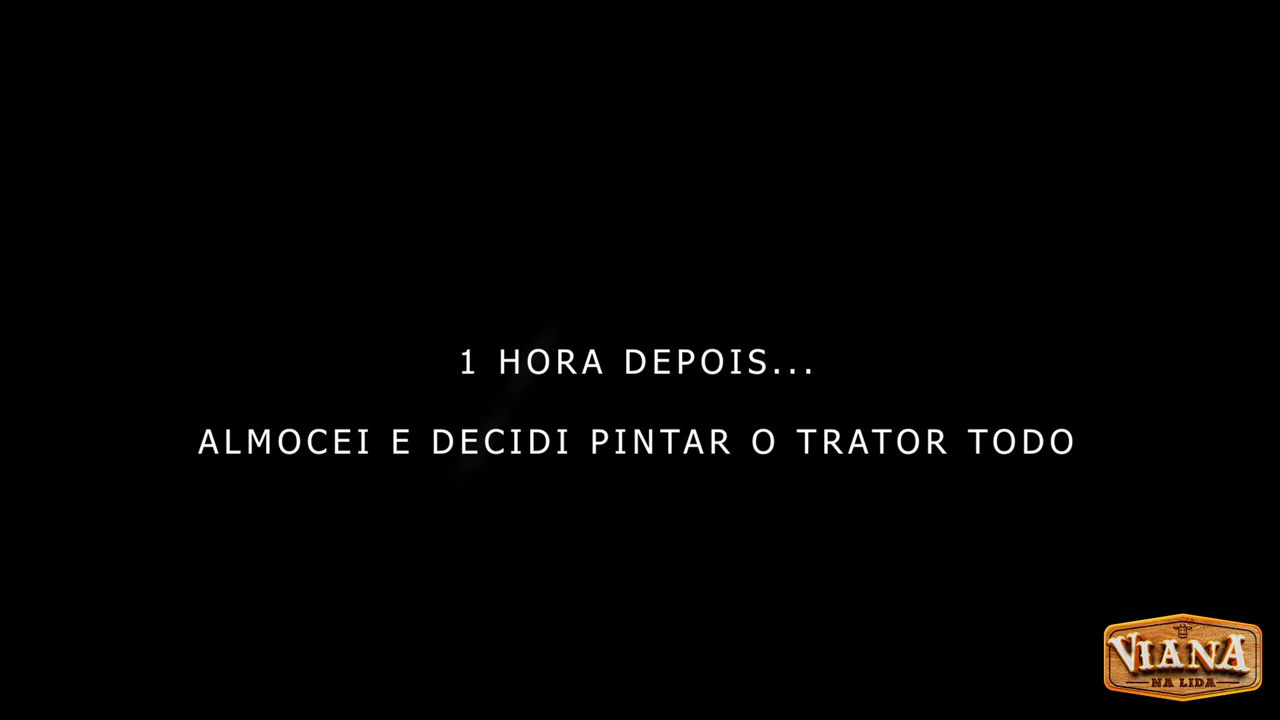 1 HORA DEPOIS...
ALMOCEI E DECIDI PINTAR O TRATOR TODO
VIANA
NA LIDA